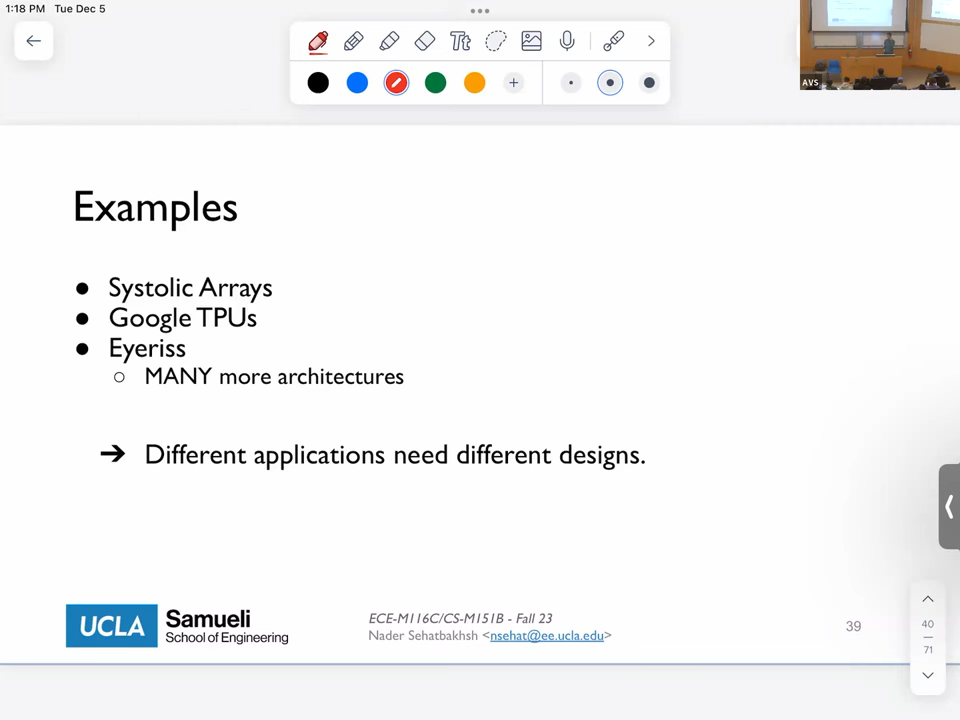 1:18 PM Tue Dec 5
Tt
AVS
Examples
● Systolic Arrays
● Google TPUs
● Eyeriss
○ MANY more architectures
➔ Different applications need different designs.
UCLA Samueli
School of Engineering
ECE-M116C/CS-M151B - Fall 23
Nader Sehatbakhsh <nsehat@ee.ucla.edu>
39
40
71